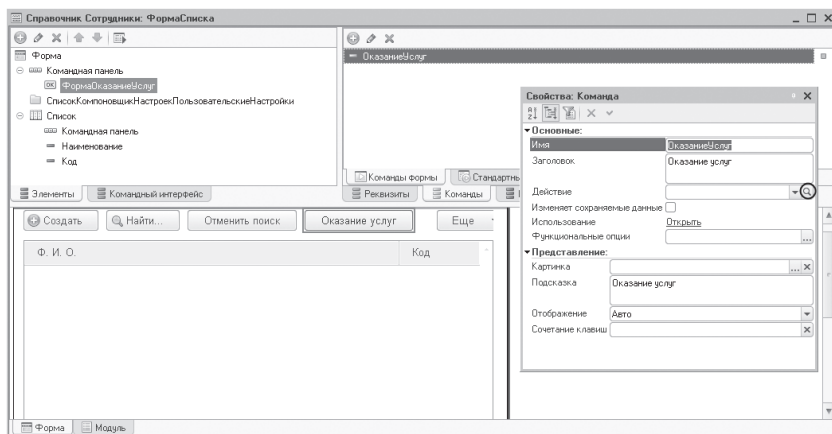 Справочник Сотрудники: ФормаСписка
Форма
Командная панель
ФормаОказаниеУслуг
СписокКомпоновщикНастроекПользовательскиеНастройки
Список
Командная панель
Наименование
Код
Элементы
Командный интерфейс
ОказаниеУслуг
Команды формы
Стандартнь
Реквизиты
Команды
Свойства: Команда
Основные:
Имя
ОказаниеУслуг
Заголовок
Оказание услуг
Действие
Изменяет сохраняемые данные
Использование
Открыть
Функциональные опции
...
Представление:
Картинка
...
Подсказка
Оказание услуг
Отображение
Авто
Сочетание клавиш
Создать
Найти...
Отменить поиск
Оказание услуг
Еще
Ф. И. О.
Код
Форма
Модуль